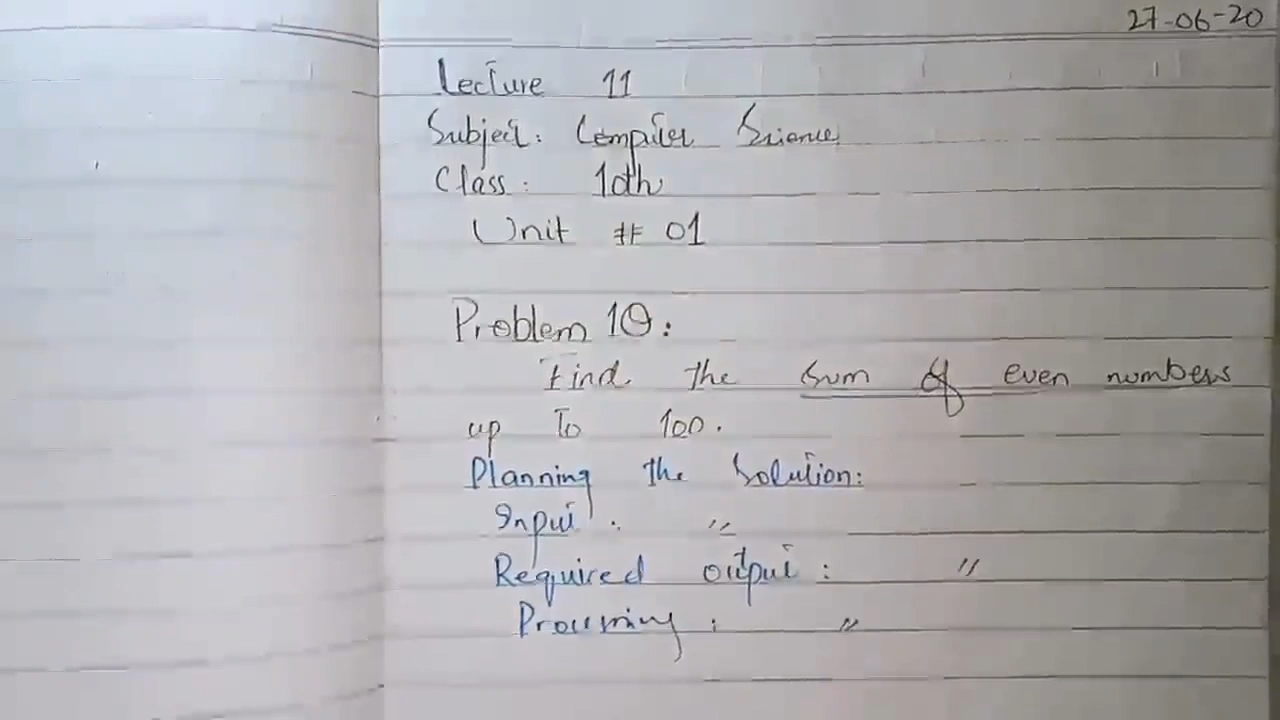 27-06-20
Lecture 11
Subject: Computer Science
Class: 10th
Unit # 01
Problem 10:
Find the sum of even numbers
up to 100.
Planning the Solution:
Input: "
Required output: "
Processing: "